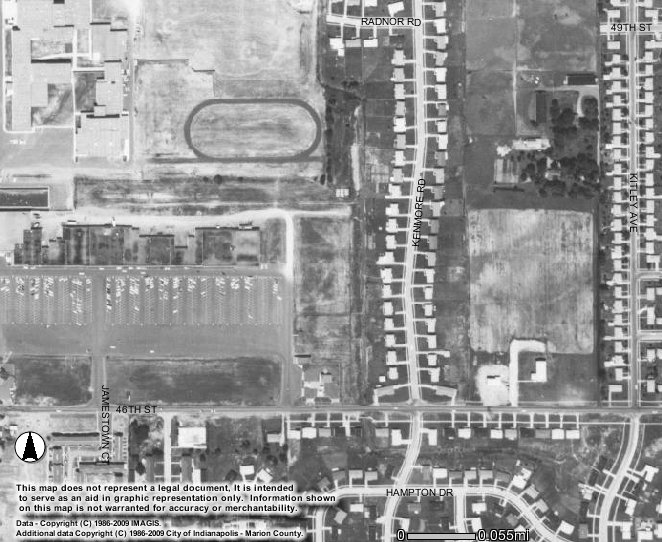 RADNOR RD
49TH ST
KENMORE RD
KITLEY AVE
JAMESTOWN CT
46TH ST
HAMPTON DR
This map does not represent a legal document, It is intended
to serve as an aid in graphic representation only. Information shown
on this map is not warranted for accuracy or merchantability.
Data - Copyright (C) 1986-2009 IMAGIS.
Additional data Copyright (C) 1986-2009 City of Indianapolis - Marion County.
0 0.055mi